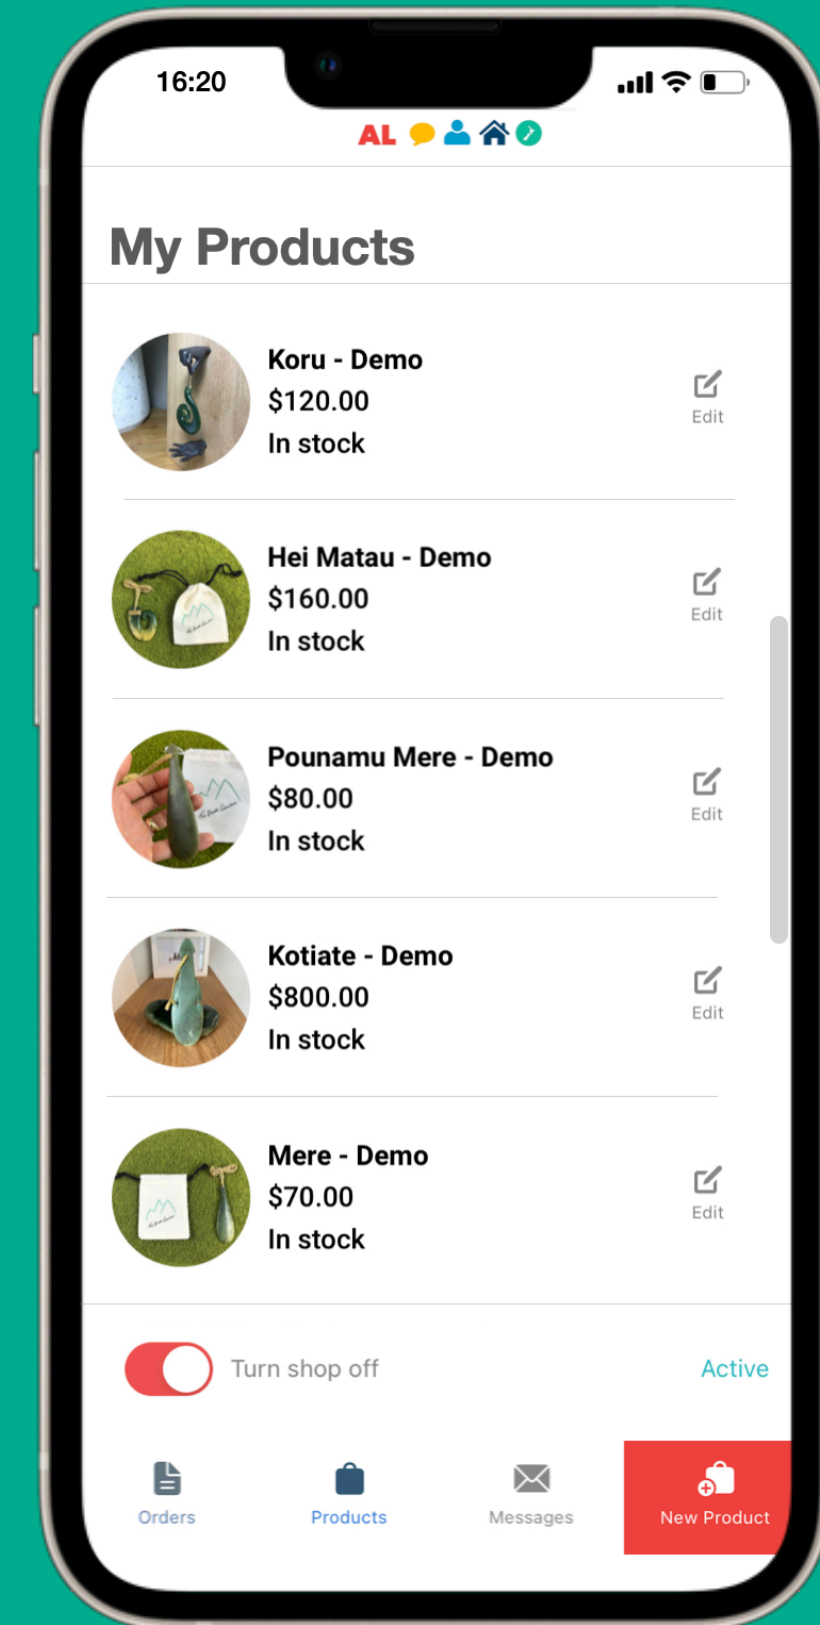 16:20
AL
My Products
Koru - Demo
$120.00
In stock
Edit
Hei Matau - Demo
$160.00
In stock
Edit
Pounamu Mere - Demo
$80.00
In stock
Edit
Kotiate - Demo
$800.00
In stock
Edit
Mere - Demo
$70.00
In stock
Edit
Turn shop off
Active
Orders
Products
Messages
New Product